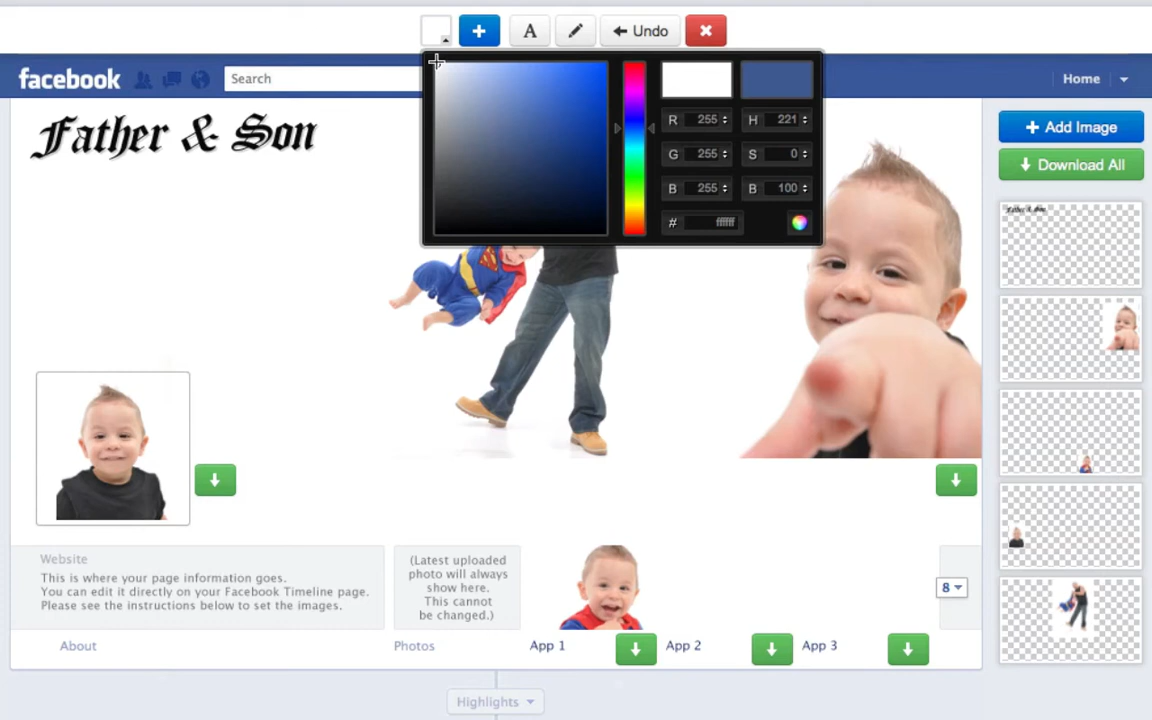 A
Undo
facebook
Search
Home
Father & Son
R 255
H 221
G 255
S 0
B 255
B 100
# ffffff
Add Image
Download All
Father & Son
Website
This is where your page information goes.
You can edit it directly on your Facebook Timeline page.
Please see the instructions below to set the images.
(Latest uploaded
photo will always
show here.
This cannot
be changed.)
8
About
Photos
App 1
App 2
App 3
Highlights